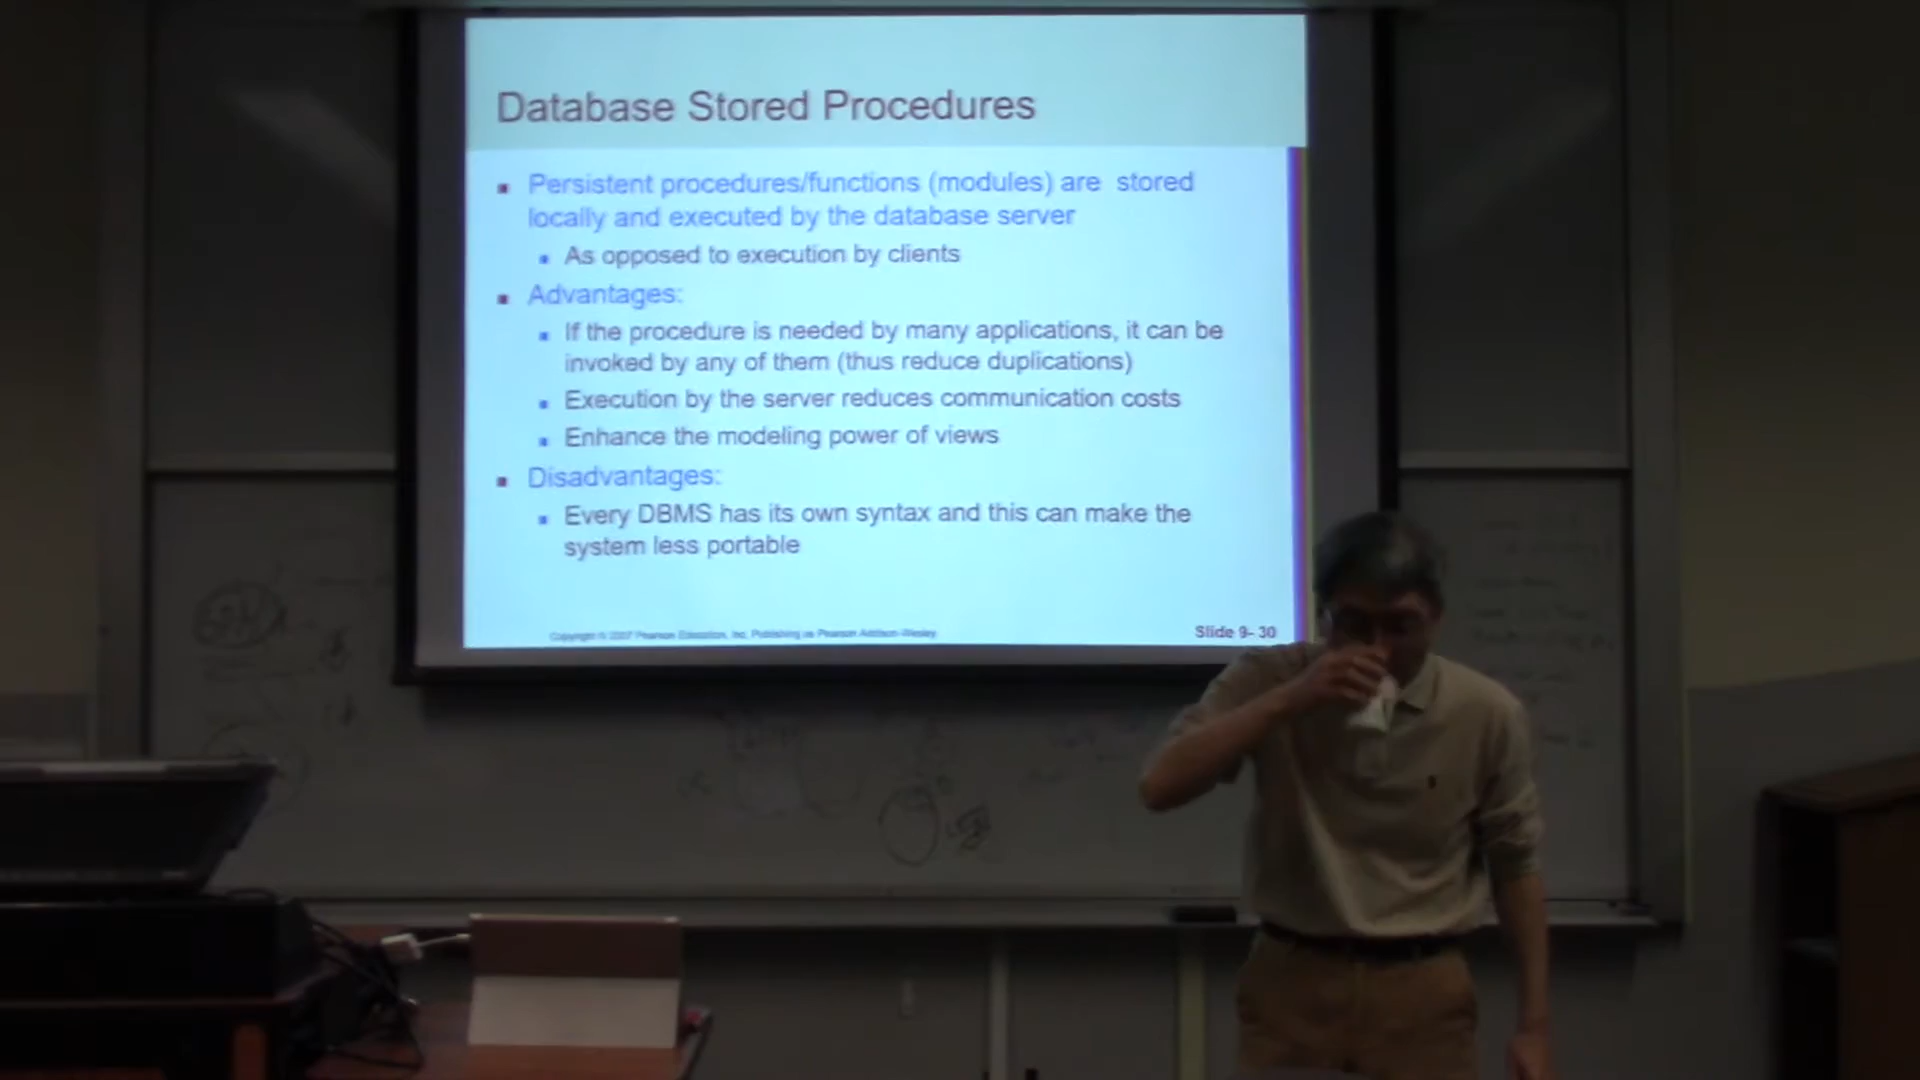 Database Stored Procedures
Persistent procedures/functions (modules) are stored
locally and executed by the database server
As opposed to execution by clients
Advantages:
If the procedure is needed by many applications, it can be
invoked by any of them (thus reduce duplications)
Execution by the server reduces communication costs
Enhance the modeling power of views
Disadvantages:
Every DBMS has its own syntax and this can make the
system less portable
Copyright © 2007 Pearson Education, Inc. Publishing as Pearson Addison-Wesley
Slide 9- 30